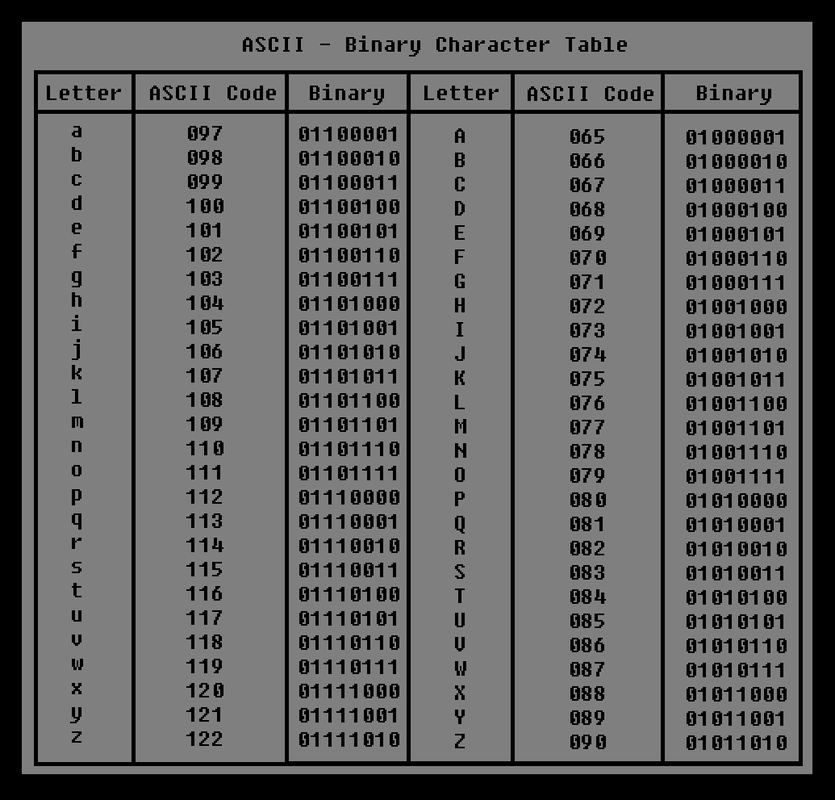 ASCII - Binary Character Table
Letter ASCII Code Binary Letter ASCII Code Binary
a 097 01100001 A 065 01000001
b 098 01100010 B 066 01000010
c 099 01100011 C 067 01000011
d 100 01100100 D 068 01000100
e 101 01100101 E 069 01000101
f 102 01100110 F 070 01000110
g 103 01100111 G 071 01000111
h 104 01101000 H 072 01001000
i 105 01101001 I 073 01001001
j 106 01101010 J 074 01001010
k 107 01101011 K 075 01001011
l 108 01101100 L 076 01001100
m 109 01101101 M 077 01001101
n 110 01101110 N 078 01001110
o 111 01101111 O 079 01001111
p 112 01110000 P 080 01010000
q 113 01110001 Q 081 01010001
r 114 01110010 R 082 01010010
s 115 01110011 S 083 01010011
t 116 01110100 T 084 01010100
u 117 01110101 U 085 01010101
v 118 01110110 V 086 01010110
w 119 01110111 W 087 01010111
x 120 01111000 X 088 01011000
y 121 01111001 Y 089 01011001
z 122 01111010 Z 090 01011010